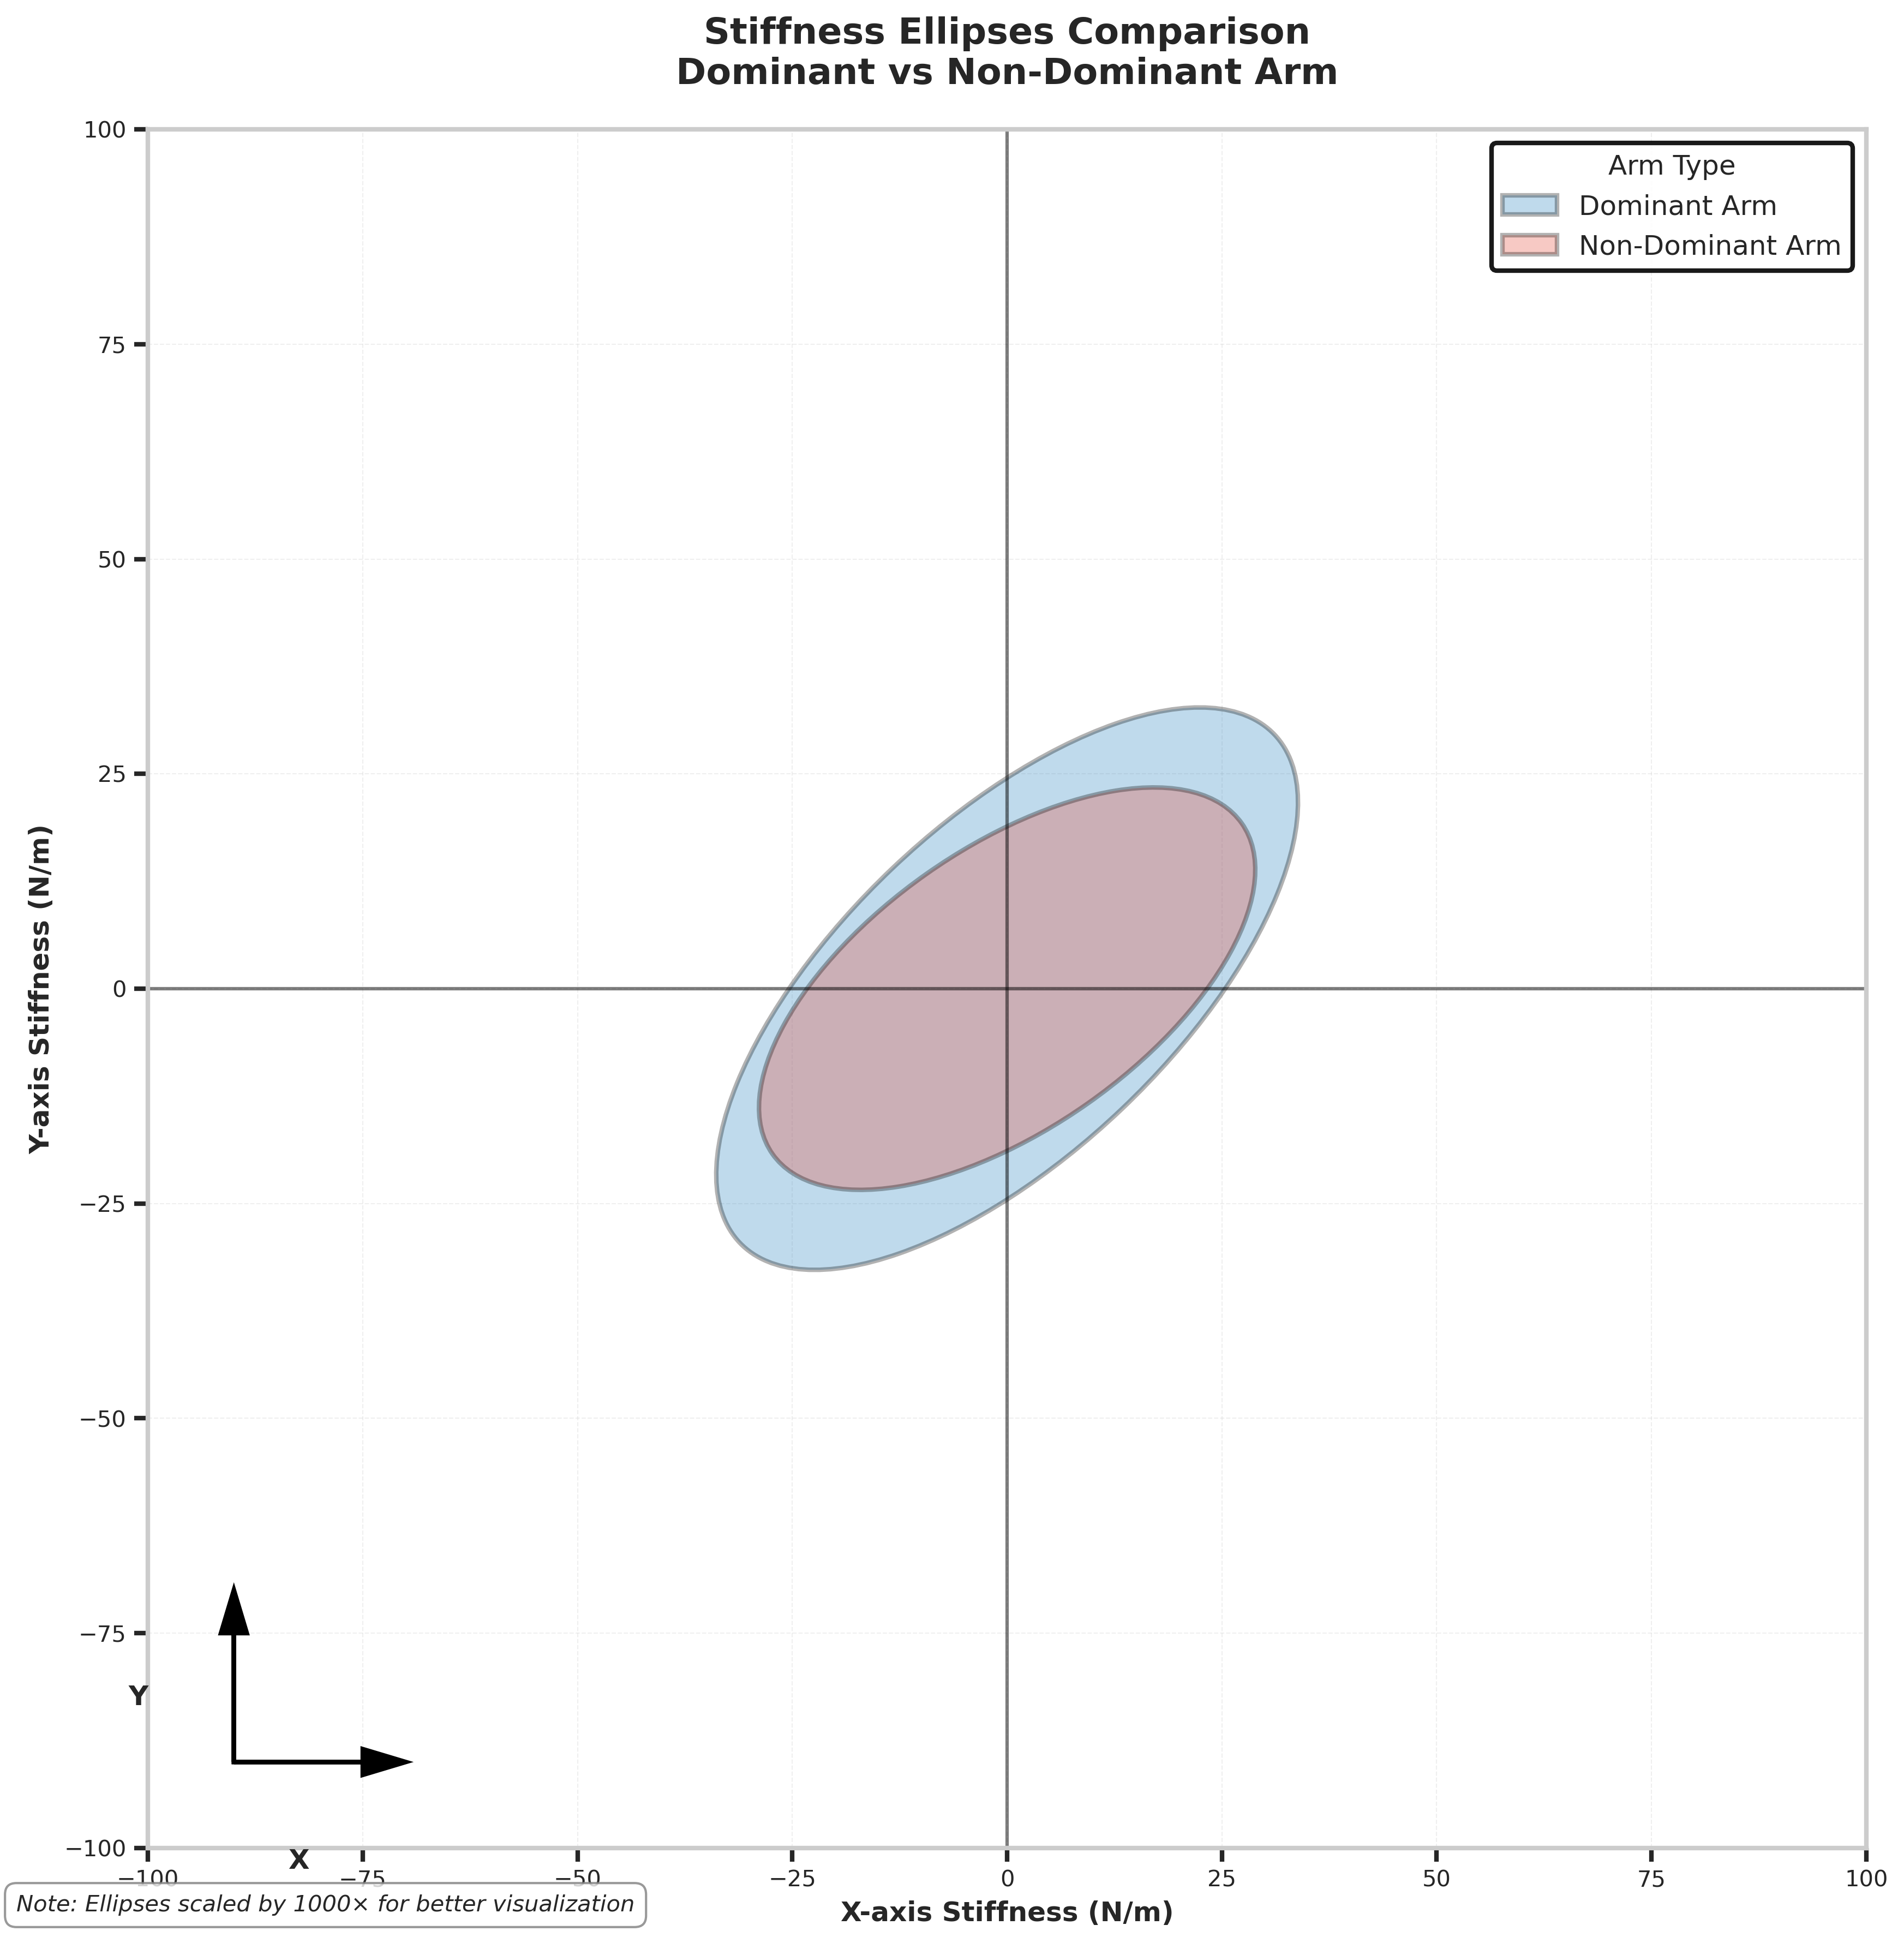 Stiffness Ellipses Comparison
Dominant vs Non-Dominant Arm
Arm Type
Dominant Arm
Non-Dominant Arm
Y-axis Stiffness (N/m)
100
75
50
25
0
−25
−50
−75
−100
Y
X
−100 −75 −50 −25 0 25 50 75 100
X-axis Stiffness (N/m)
Note: Ellipses scaled by 1000× for better visualization